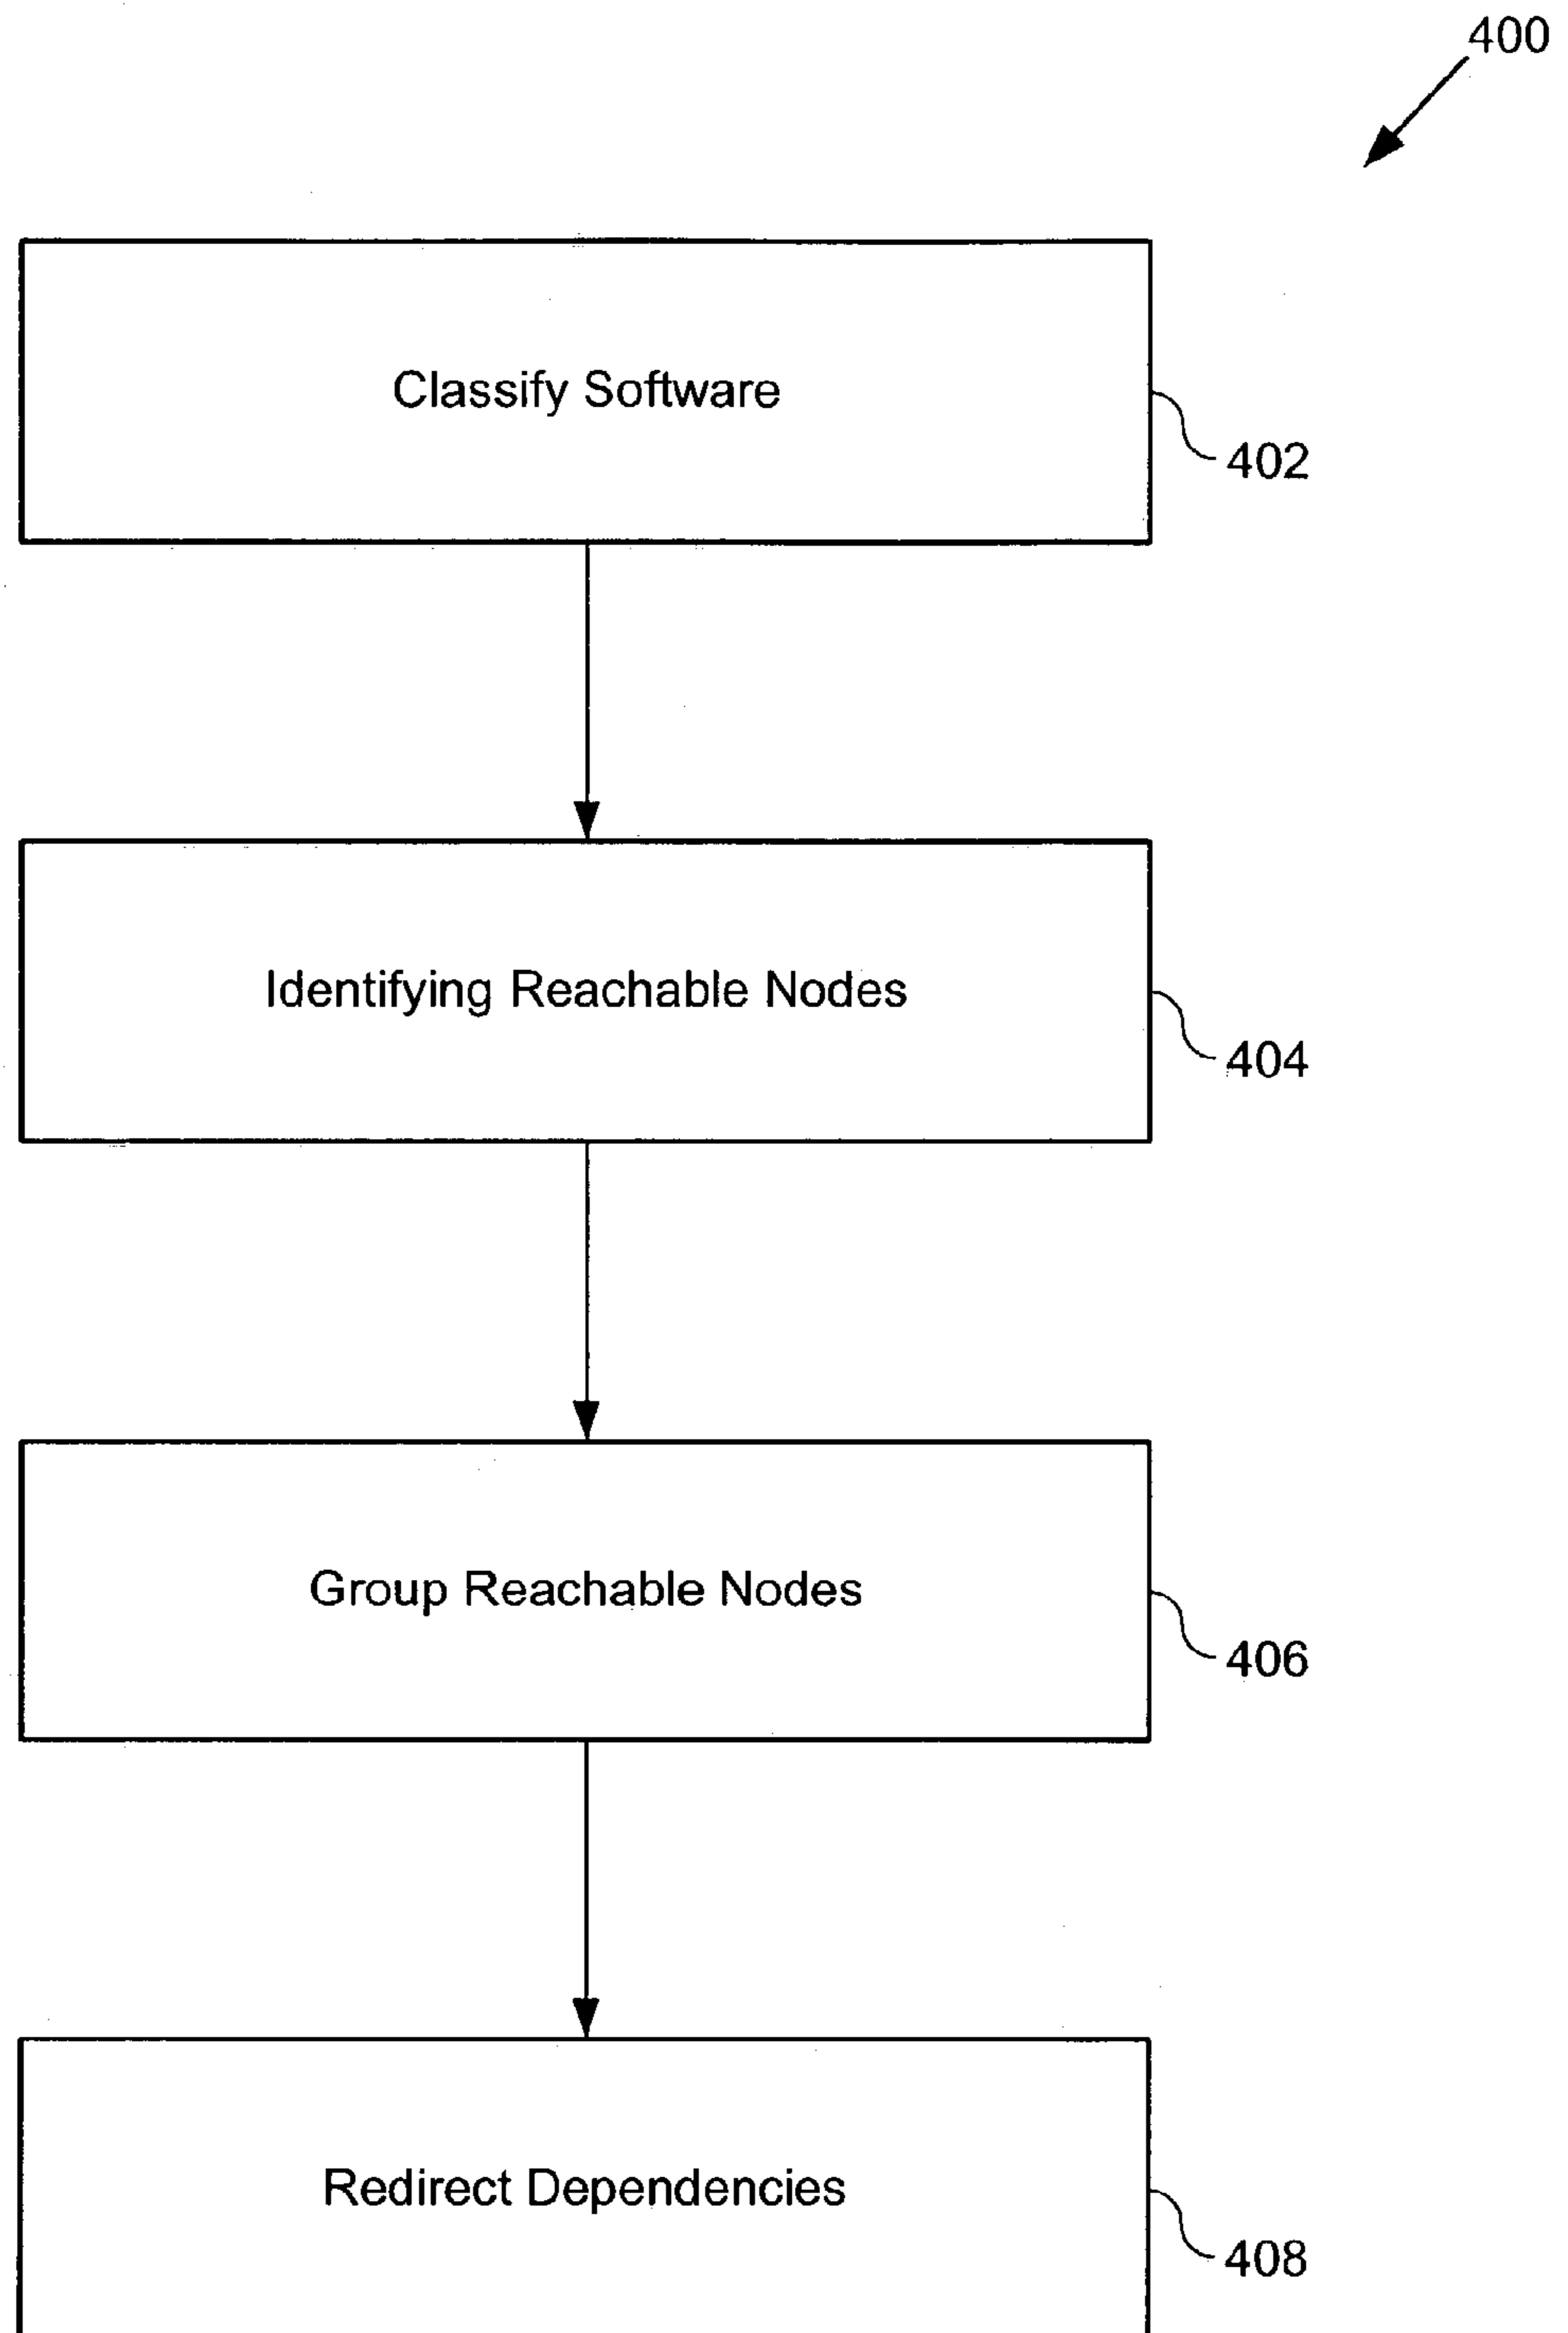 400
Classify Software
402
Identifying Reachable Nodes
404
Group Reachable Nodes
406
Redirect Dependencies
408